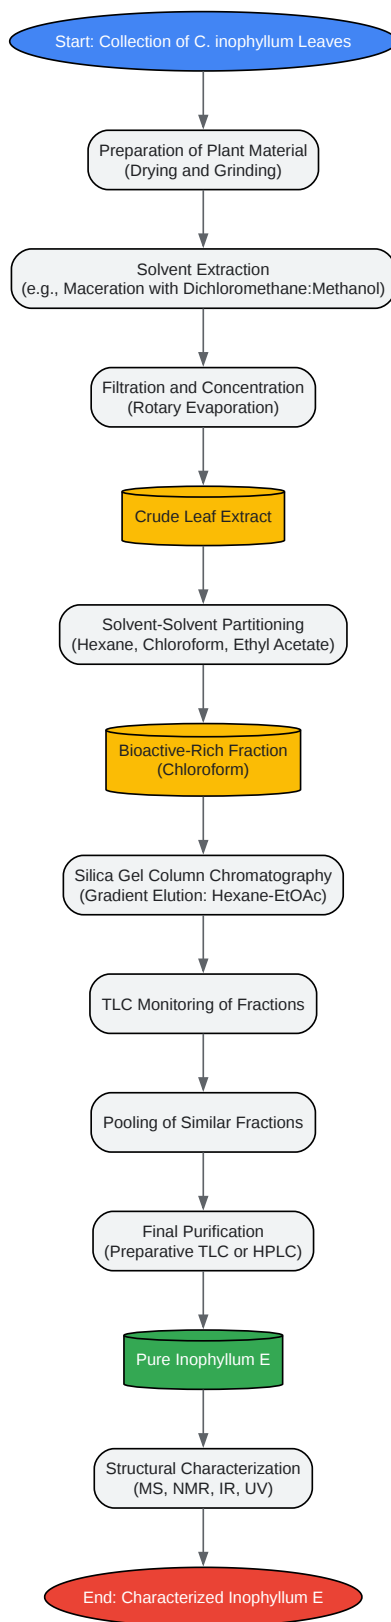 Start: Collection of C. inophyllum Leaves
Preparation of Plant Material
(Drying and Grinding)
Solvent Extraction
(e.g., Maceration with Dichloromethane:Methanol)
Filtration and Concentration
(Rotary Evaporation)
Crude Leaf Extract
Solvent-Solvent Partitioning
(Hexane, Chloroform, Ethyl Acetate)
Bioactive-Rich Fraction
(Chloroform)
Silica Gel Column Chromatography
(Gradient Elution: Hexane-EtOAc)
TLC Monitoring of Fractions
Pooling of Similar Fractions
Final Purification
(Preparative TLC or HPLC)
Pure Inophyllum E
Structural Characterization
(MS, NMR, IR, UV)
End: Characterized Inophyllum E